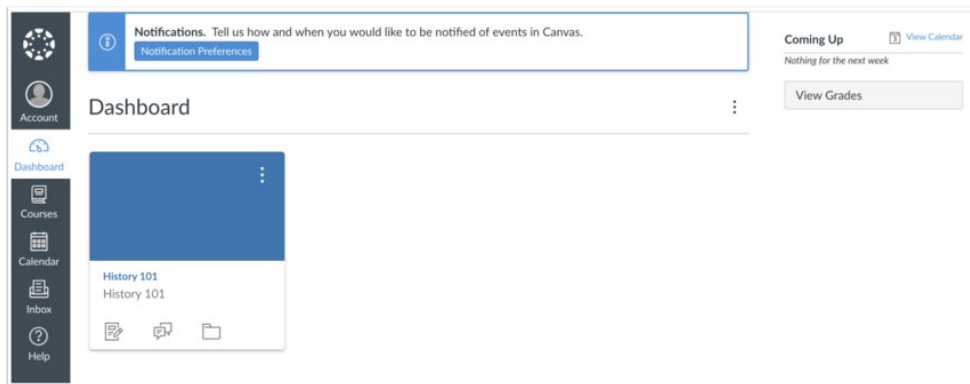 Notifications. Tell us how and when you would like to be notified of events in Canvas.
Notification Preferences
Coming Up
View Calendar
Nothing for the next week
View Grades
Account
Dashboard
Courses
Calendar
Inbox
Help
Dashboard
History 101
History 101